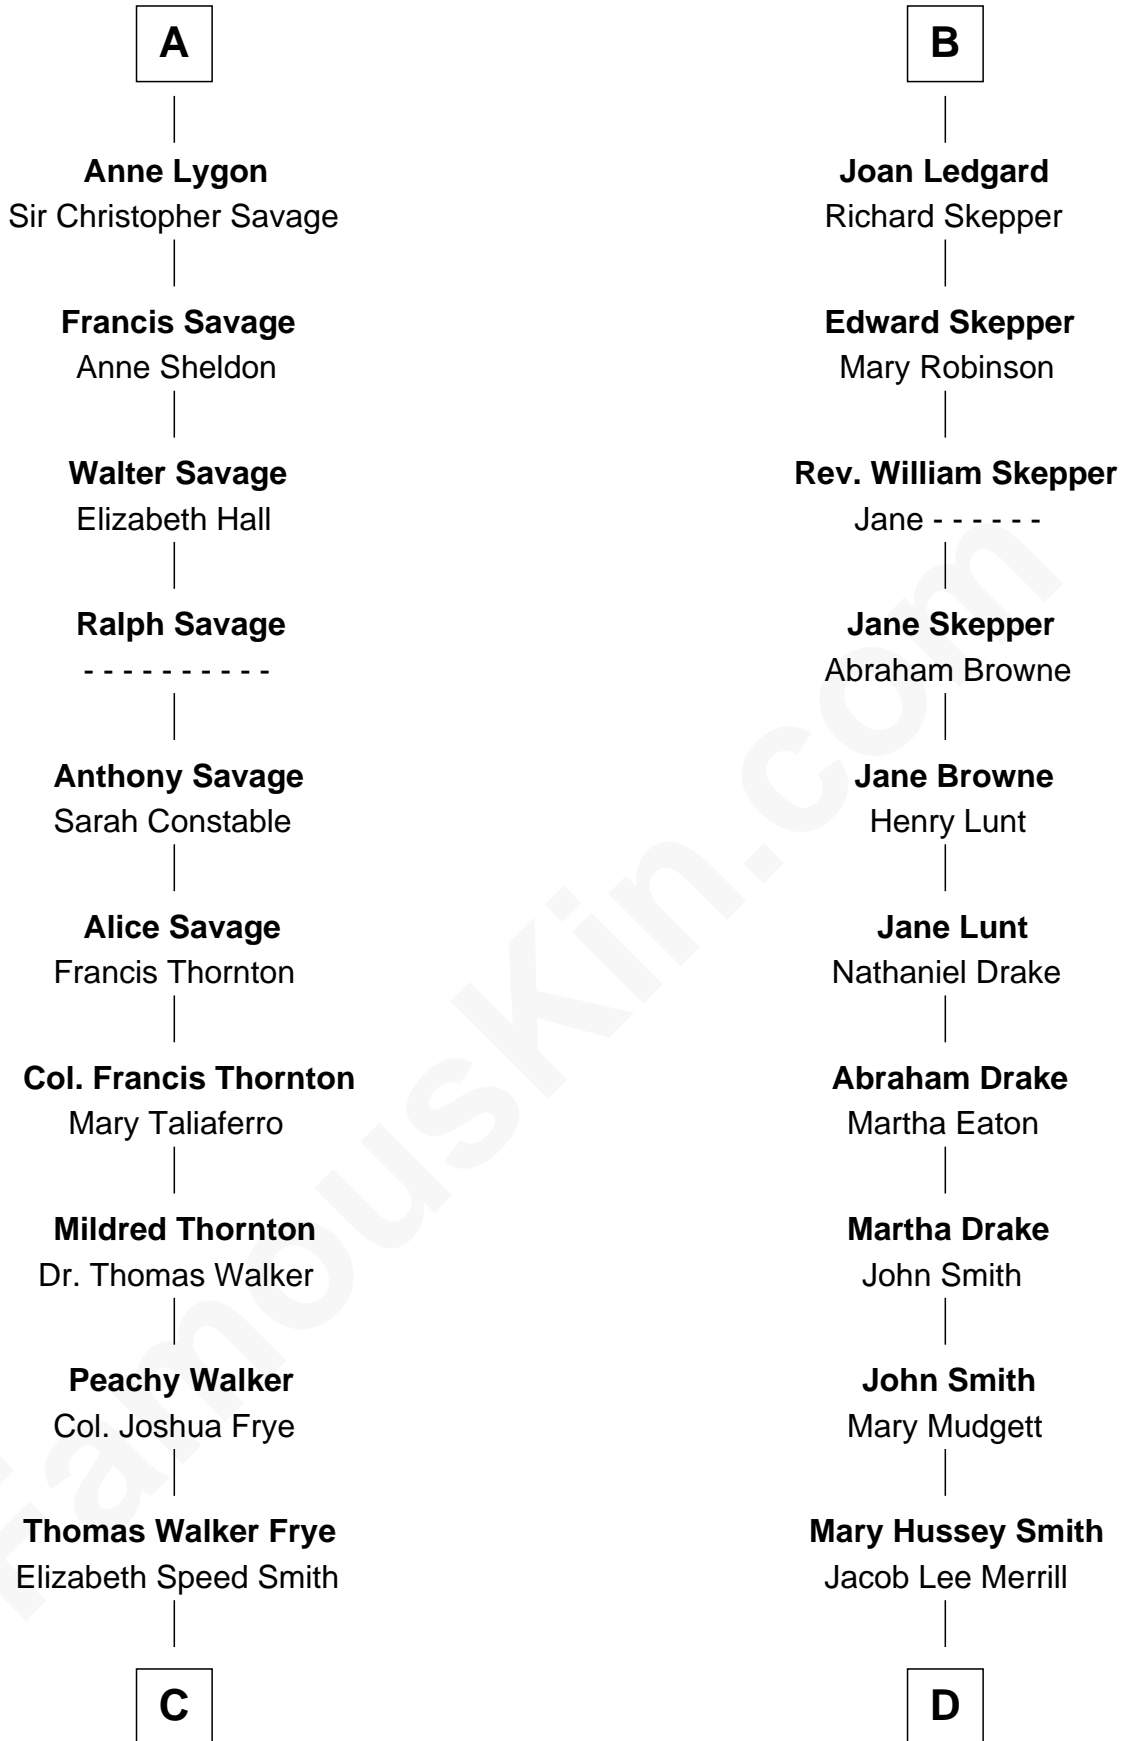 A
Anne Lygon
Sir Christopher Savage
Francis Savage
Anne Sheldon
Walter Savage
Elizabeth Hall
Ralph Savage
- - - - - - - - - -
Anthony Savage
Sarah Constable
Alice Savage
Francis Thornton
Col. Francis Thornton
Mary Taliaferro
Mildred Thornton
Dr. Thomas Walker
Peachy Walker
Col. Joshua Frye
Thomas Walker Frye
Elizabeth Speed Smith
C
B
Joan Ledgard
Richard Skepper
Edward Skepper
Mary Robinson
Rev. William Skepper
Jane - - - - - -
Jane Skepper
Abraham Browne
Jane Browne
Henry Lunt
Jane Lunt
Nathaniel Drake
Abraham Drake
Martha Eaton
Martha Drake
John Smith
John Smith
Mary Mudgett
Mary Hussey Smith
Jacob Lee Merrill
D
FamousKin.com